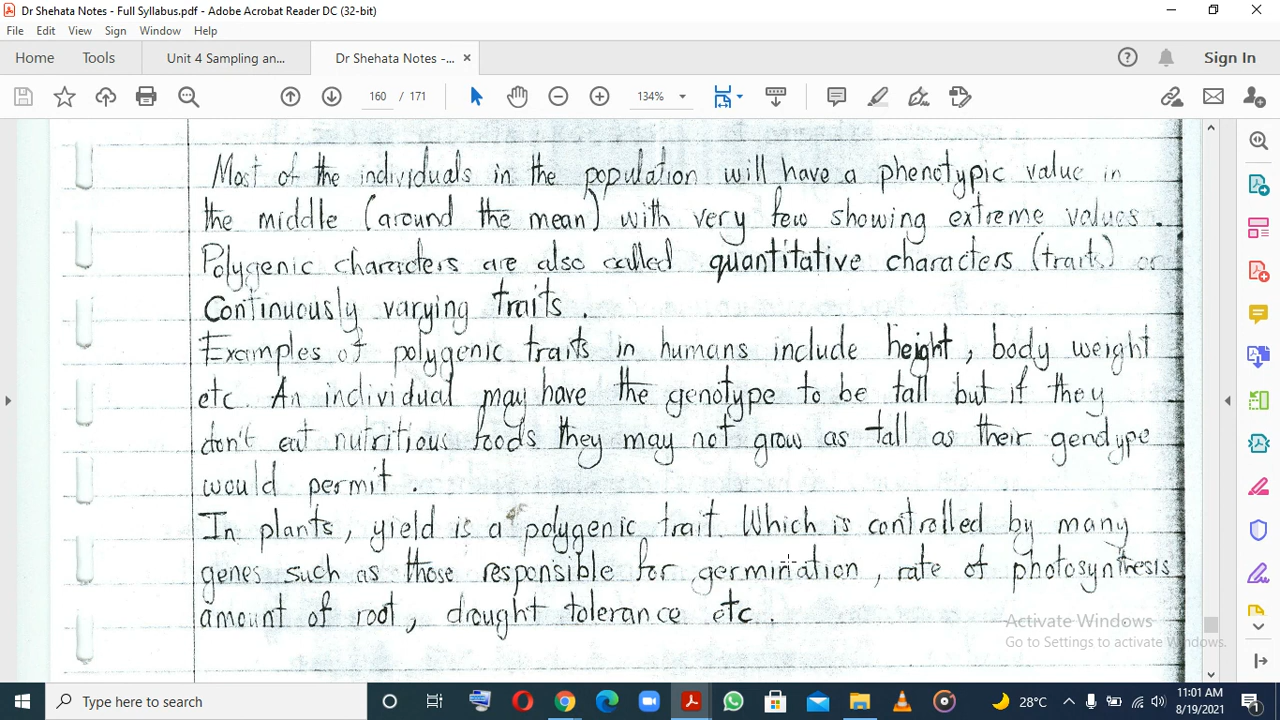 Dr Shehata Notes - Full Syllabus.pdf - Adobe Acrobat Reader DC (32-bit)
File Edit View Sign Window Help
Home Tools Unit 4 Sampling an... Dr Shehata Notes -... × Sign In
160 / 171 134%
Most of the individuals in the population will have a phenotypic value in
the middle (around the mean) with very few showing extreme values.
Polygenic characters are also called quantitative characters (traits) or
Continuously varying traits.
Examples of polygenic traits in humans include height, body weight
etc. An individual may have the genotype to be tall but if they
don't eat nutritious foods they may not grow as tall as their genotype
would permit.
In plants, yield is a polygenic trait. Which is controlled by many
genes such as those responsible for germination, rate of photosynthesis
amount of root, drought tolerance etc.
Activate Windows
Go to Settings to activate Windows.
Type here to search
28°C
11:01 AM
8/19/2021
1